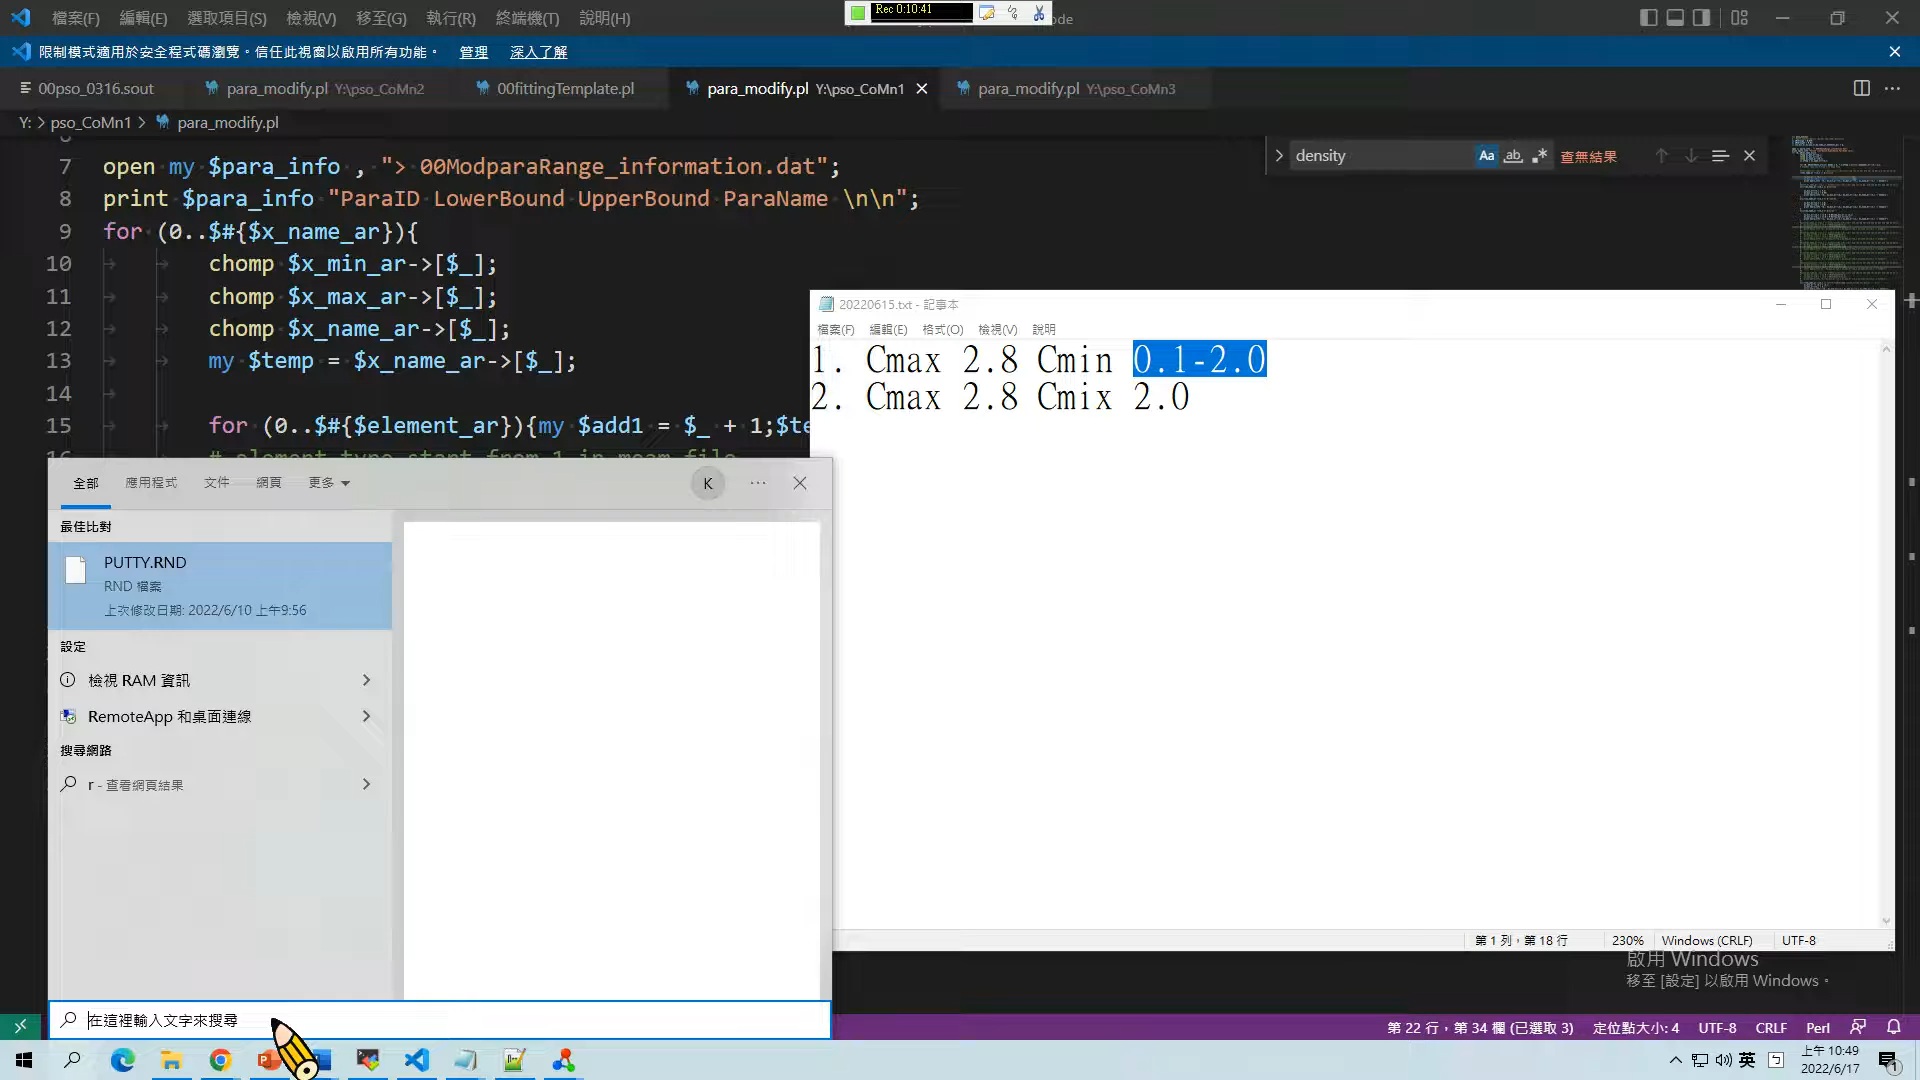 檔案(F) 編輯(E) 選取項目(S) 檢視(V) 移至(G) 執行(R) 終端機(T) 說明(H)
Rec 0:10:41
ode
限制模式適用於安全程式碼瀏覽。信任此視窗以啟用所有功能。 管理 深入了解
00pso_0316.sout para_modify.pl Y:\pso_CoMn2 00fittingTemplate.pl para_modify.pl Y:\pso_CoMn1 para_modify.pl Y:\pso_CoMn3
Y: > pso_CoMn1 > para_modify.pl
density Aa ab 查無結果
7 open my $para_info , "> 00ModparaRange_information.dat";
8 print $para_info "ParaID LowerBound UpperBound ParaName \n\n";
9 for (0..$#{$x_name_ar}){
10 chomp $x_min_ar->[$_];
11 chomp $x_max_ar->[$_];
12 chomp $x_name_ar->[$_];
13 my $temp = $x_name_ar->[$_];
14
15 for (0..$#{$element_ar}){my $add1 = $_ + 1;$te
20220615.txt - 記事本
檔案(F) 編輯(E) 格式(O) 檢視(V) 說明
1. Cmax 2.8 Cmin 0.1-2.0
2. Cmax 2.8 Cmix 2.0
第 1 列，第 18 行 230% Windows (CRLF) UTF-8
全部 應用程式 文件 網頁 更多
K
最佳比對
PUTTY.RND
RND 檔案
上次修改日期: 2022/6/10 上午9:56
設定
檢視 RAM 資訊
RemoteApp 和桌面連線
搜尋網路
r - 查看網頁結果
在這裡輸入文字來搜尋
啟用 Windows
移至 [設定] 以啟用 Windows。
第 22 行，第 34 欄 (已選取 3) 定位點大小: 4 UTF-8 CRLF Perl
英
上午 10:49
2022/6/17
1